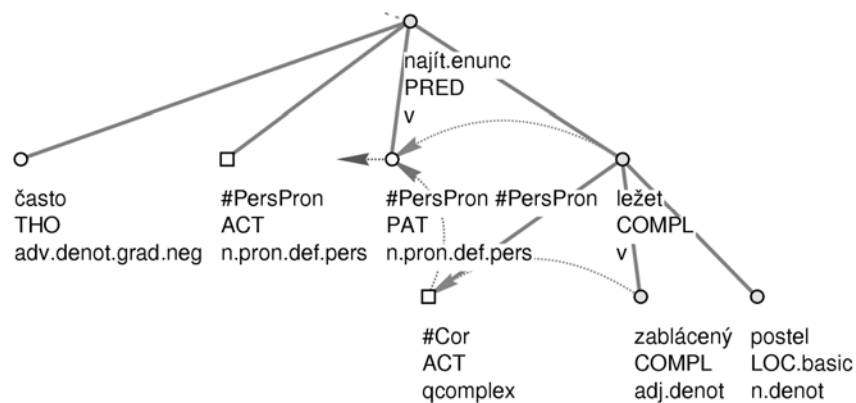 najít.enunc
PRED
v
často
THO
adv.denot.grad.neg
#PersPron
ACT
n.pron.def.pers
#PersPron #PersPron
PAT
n.pron.def.pers
ležet
COMPL
v
#Cor
ACT
qcomplex
zablácený
COMPL
adj.denot
postel
LOC.basic
n.denot